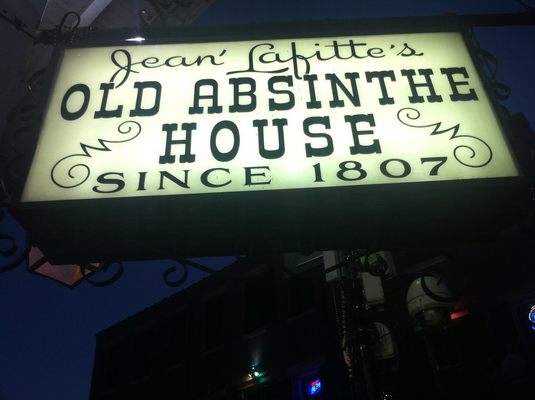 Jean' Lafitte's
OLD ABSINTHE
HOUSE
SINCE 1807